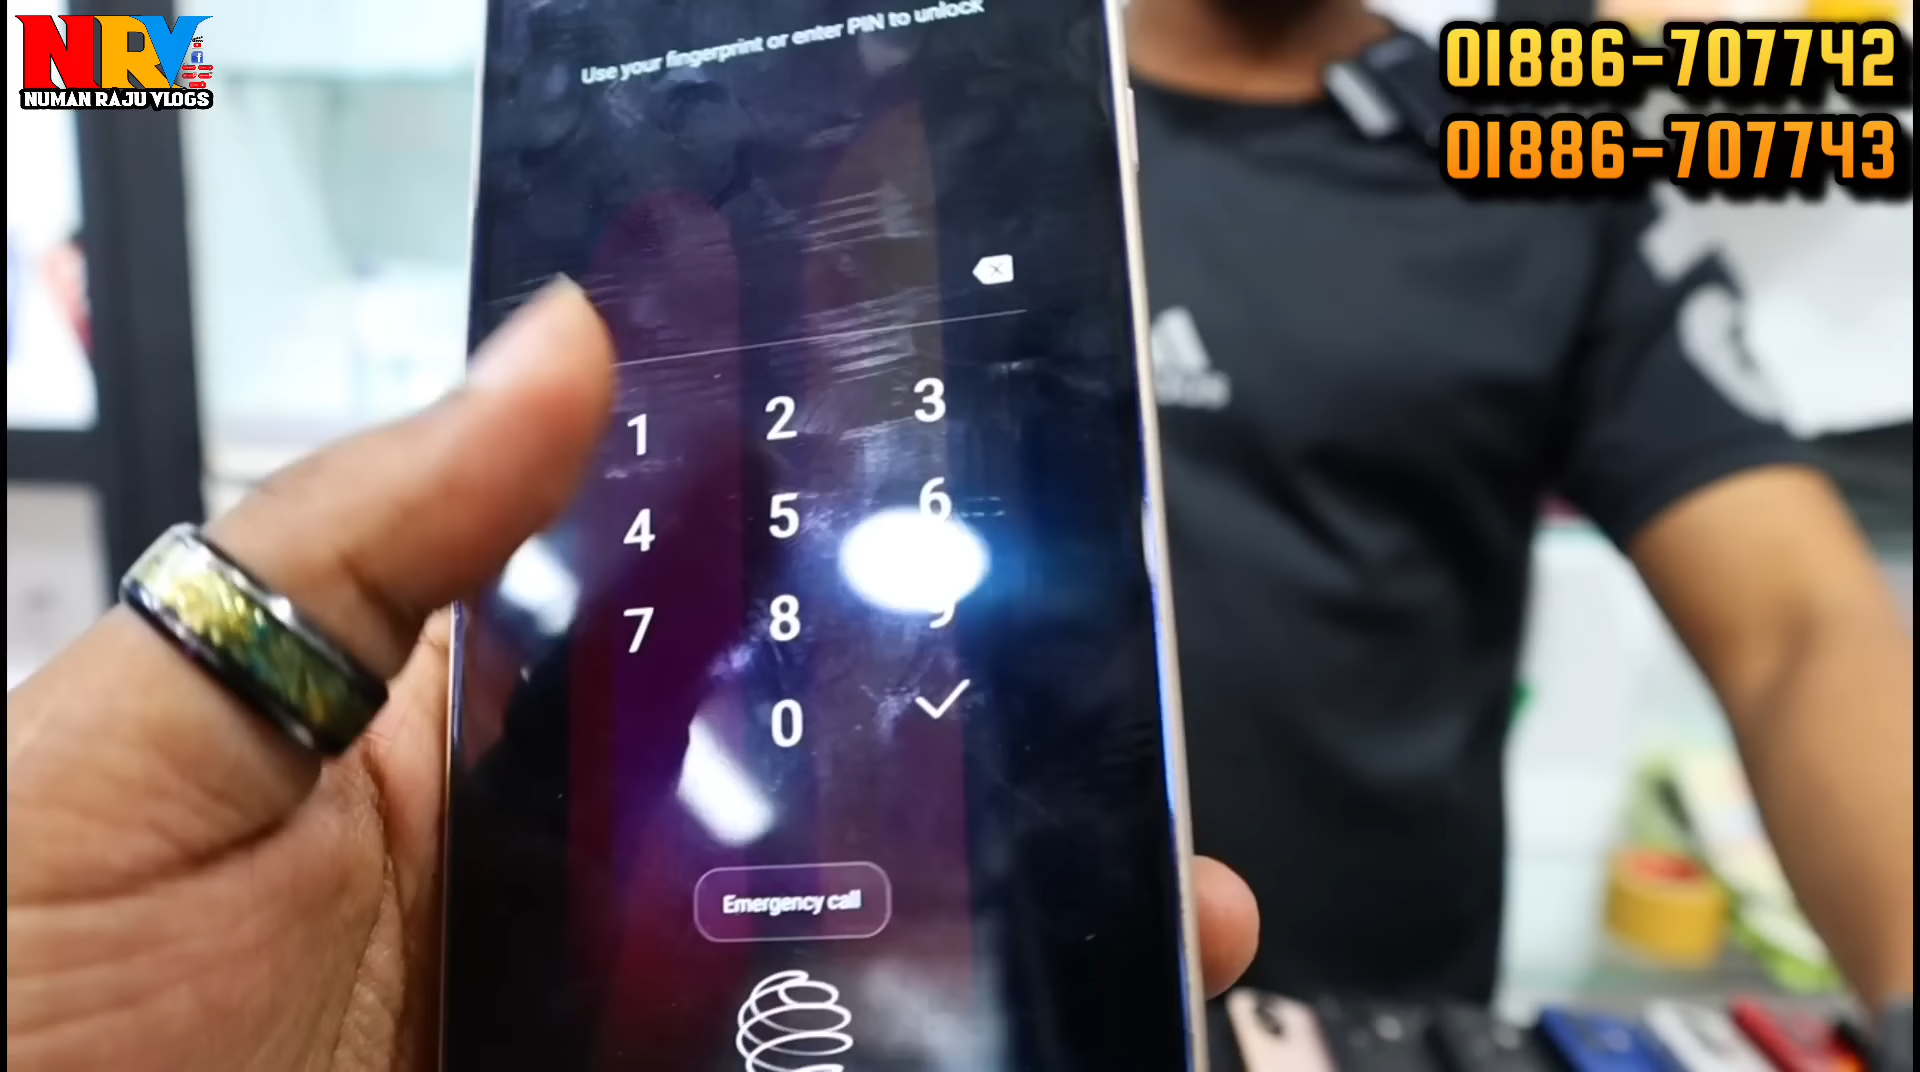 NRV
NUMAN RAJU VLOGS
01886-707742
01886-707743
Use your fingerprint or enter PIN to unlock
1 2 3
4 5 6
7 8 9
0
Emergency call